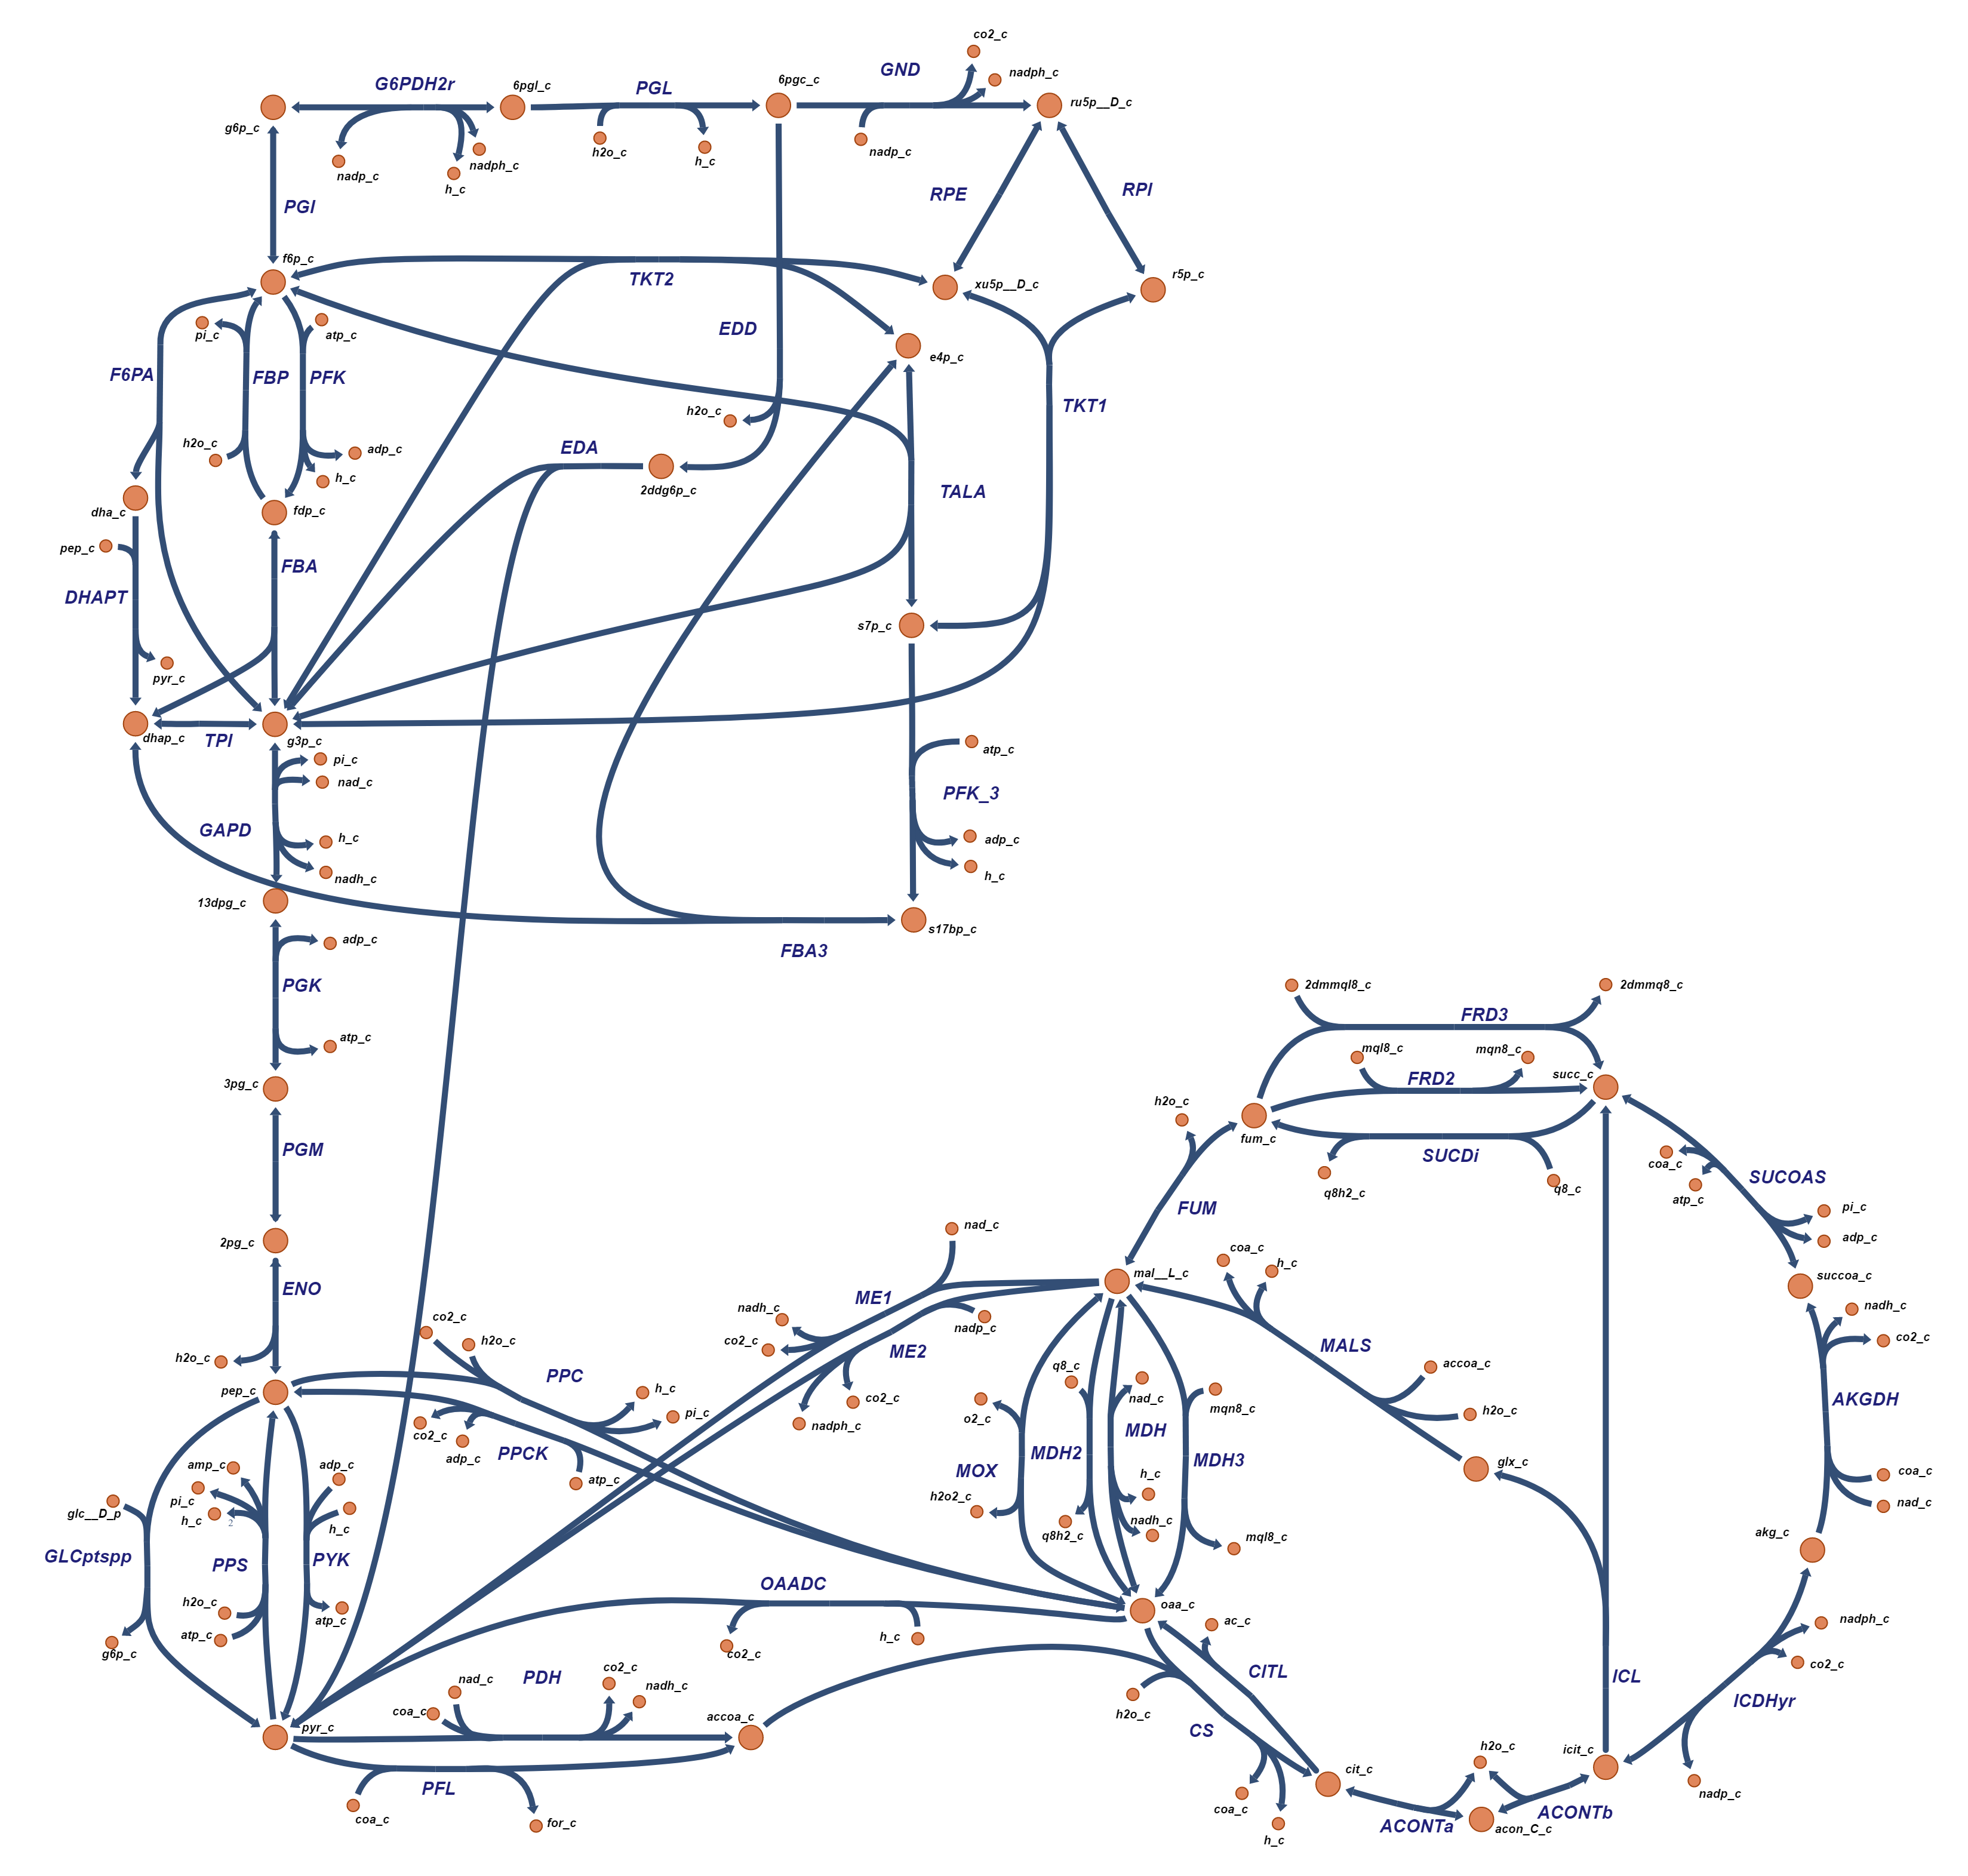 co2_c
G6PDH2r
6pgl_c
PGL
6pgc_c
GND
nadph_c
ru5p__D_c
g6p_c
nadp_c
h_c
nadph_c
h2o_c
h_c
nadp_c
PGI
RPE
RPI
f6p_c
TKT2
xu5p__D_c
r5p_c
pi_c
atp_c
EDD
e4p_c
F6PA
FBP
PFK
h2o_c
TKT1
h2o_c
adp_c
h_c
EDA
2ddg6p_c
TALA
dha_c
fdp_c
pep_c
FBA
DHAPT
s7p_c
pyr_c
dhap_c
TPI
g3p_c
pi_c
nad_c
atp_c
PFK_3
GAPD
h_c
nadh_c
adp_c
h_c
13dpg_c
s17bp_c
adp_c
FBA3
PGK
atp_c
3pg_c
2dmmql8_c
2dmmq8_c
FRD3
mql8_c
mqn8_c
FRD2
succ_c
h2o_c
fum_c
SUCDi
q8h2_c
q8_c
coa_c
atp_c
SUCOAS
PGM
FUM
pi_c
adp_c
2pg_c
nad_c
coa_c
h_c
mal__L_c
succoa_c
ENO
ME1
nadh_c
co2_c
nadp_c
ME2
MALS
nadh_c
co2_c
co2_c
h2o_c
h2o_c
pep_c
PPC
h_c
pi_c
co2_c
nadph_c
q8_c
nad_c
mqn8_c
accoa_c
h2o_c
AKGDH
co2_c
adp_c
PPCK
atp_c
o2_c
MOX
MDH2
MDH
MDH3
glx_c
coa_c
nad_c
amp_c
pi_c
h_c
2
adp_c
h_c
glc__D_p
h2o2_c
h_c
q8h2_c
nadh_c
mql8_c
akg_c
GLCptspp
PPS
PYK
h2o_c
atp_c
atp_c
g6p_c
OAADC
co2_c
h_c
oaa_c
ac_c
nadph_c
co2_c
PDH
nad_c
coa_c
co2_c
nadh_c
CITL
ICL
ICDHyr
pyr_c
accoa_c
h2o_c
CS
h2o_c
icit_c
PFL
coa_c
for_c
coa_c
h_c
cit_c
ACONTa
acon_C_c
ACONTb
nadp_c